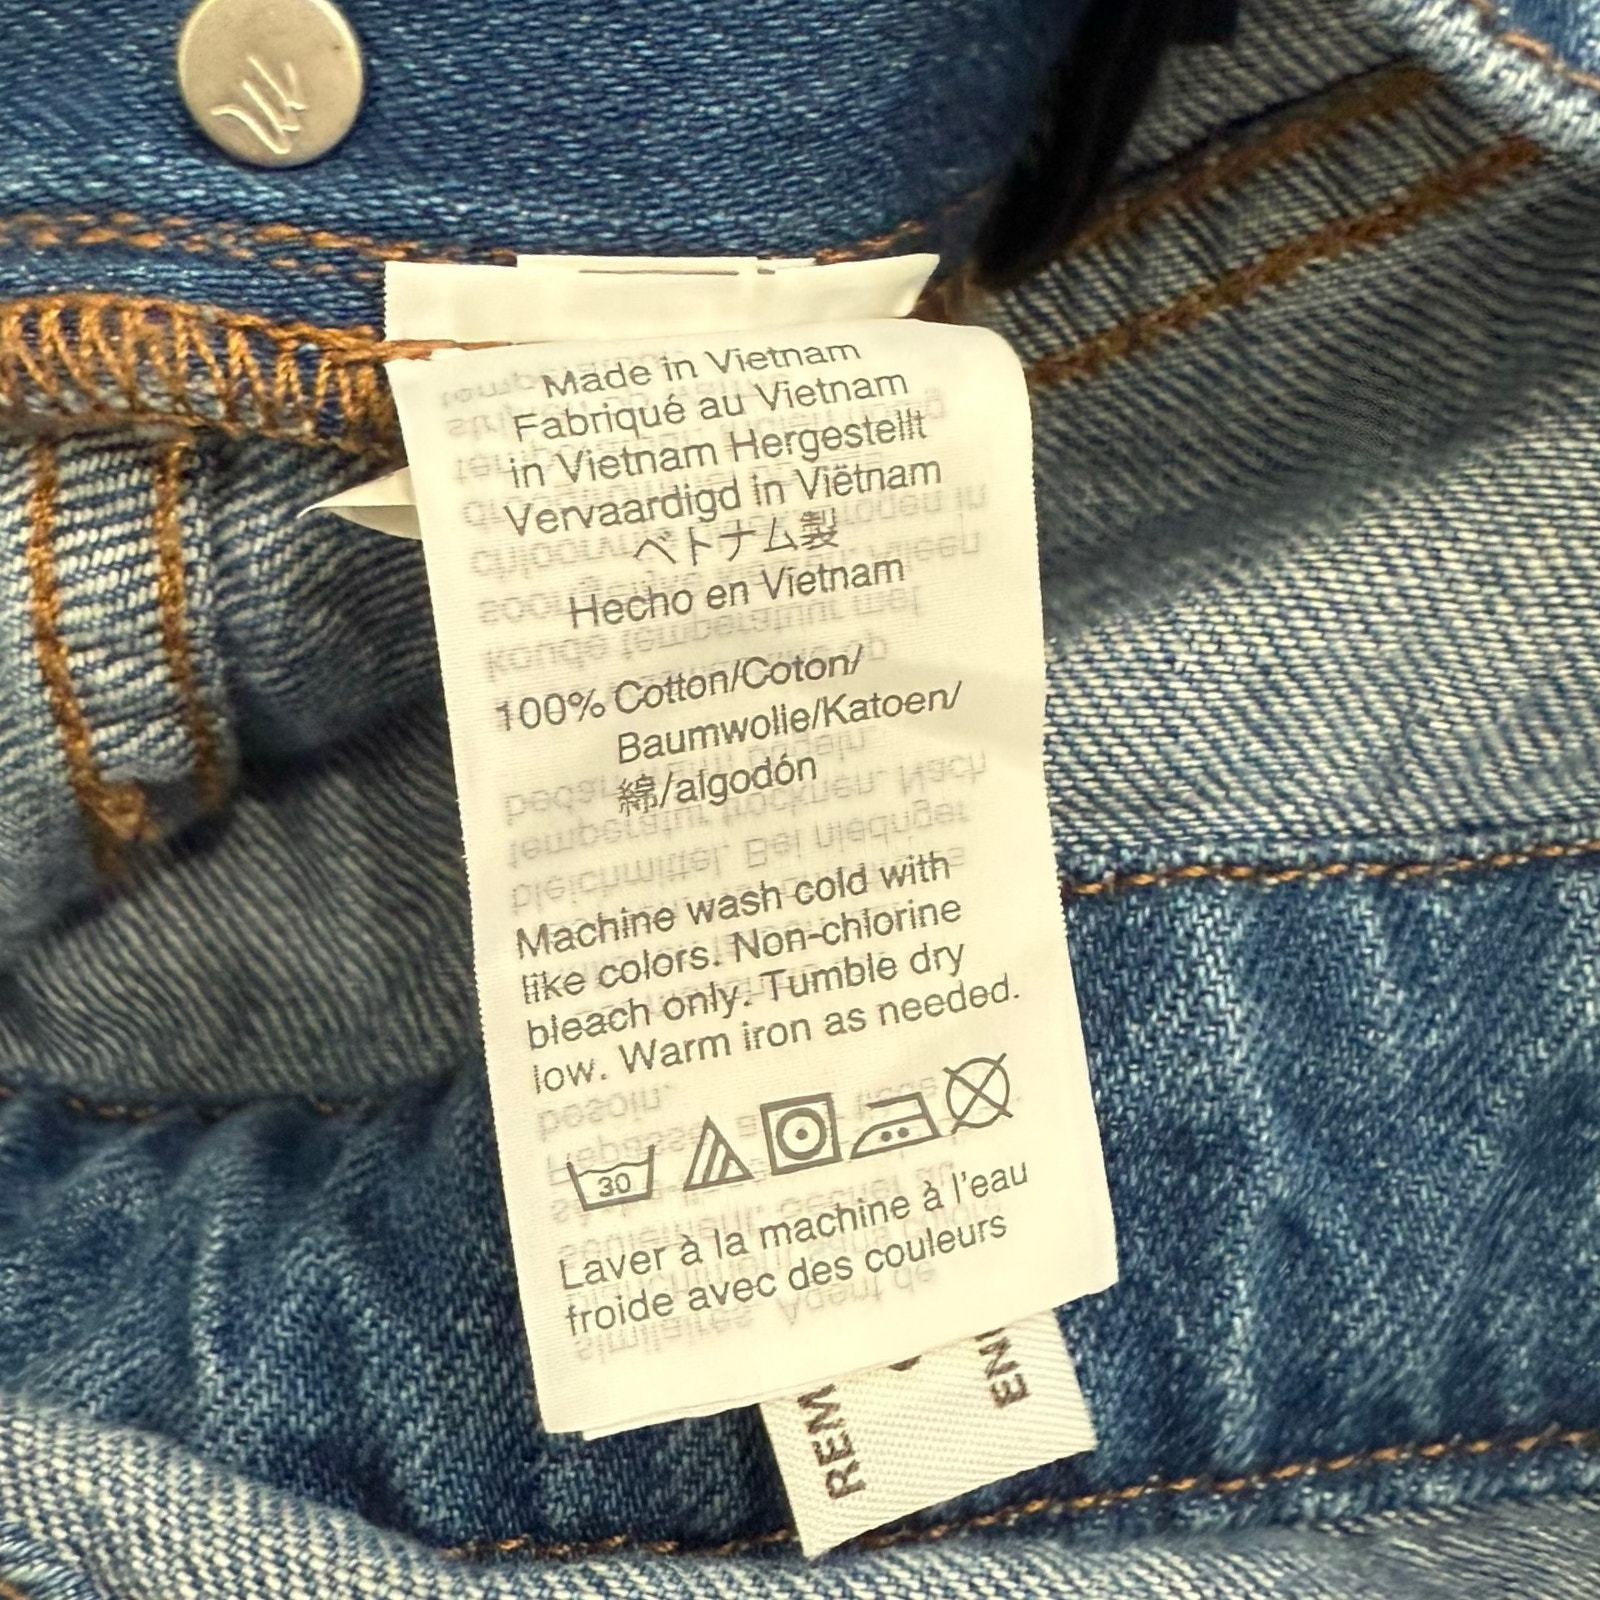 Made in Vietnam
Fabriqué au Vietnam
in Vietnam Hergestellt
Vervaardigd in Viëtnam
ベトナム製
Hecho en Vietnam
100% Cotton/Coton/
Baumwolle/Katoen/
綿/algodón
Machine wash cold with
like colors. Non-chlorine
bleach only. Tumble dry
low. Warm iron as needed.
30
Laver à la machine à l'eau
froide avec des couleurs
REM